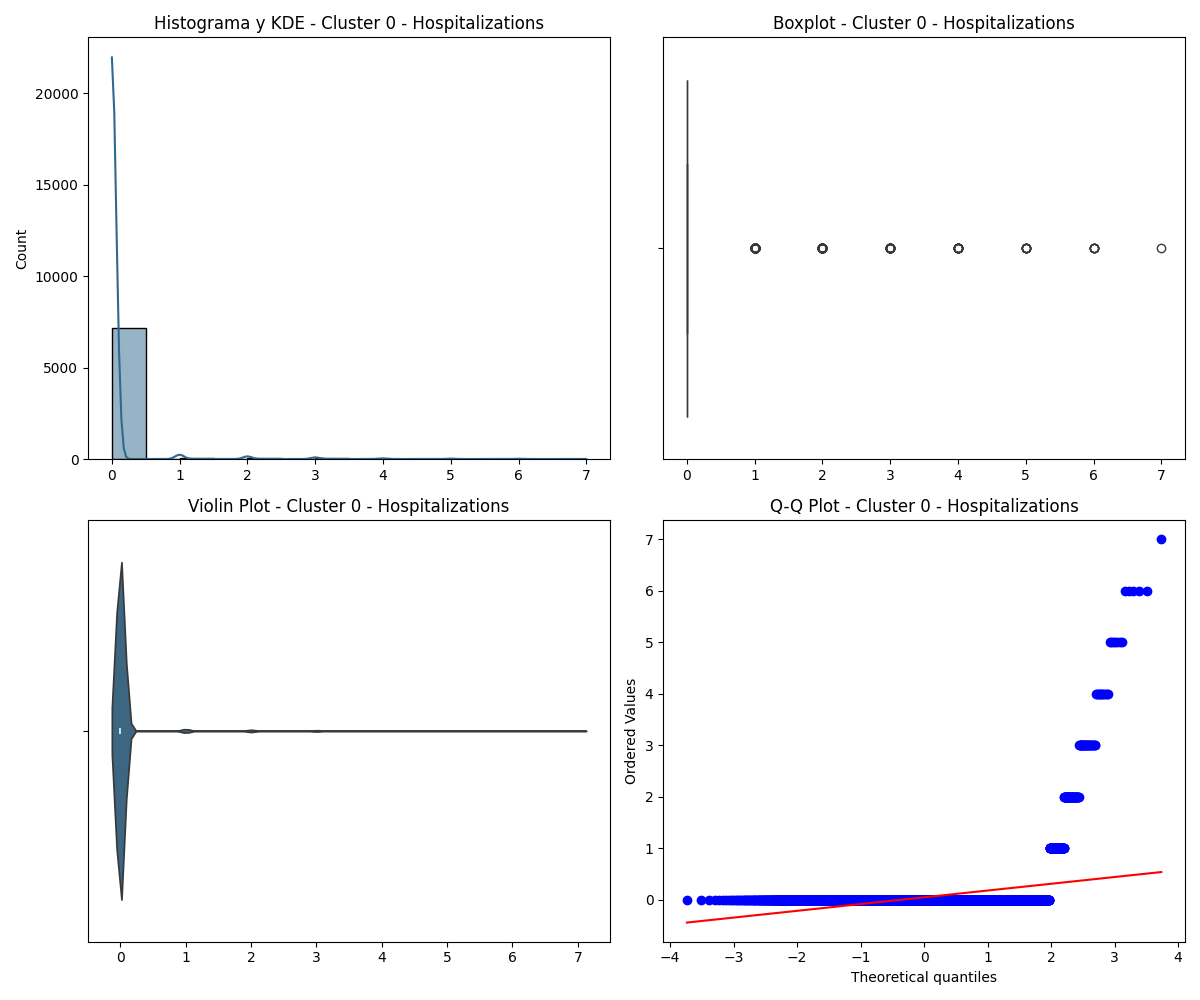 Histograma y KDE - Cluster 0 - Hospitalizations
Count
20000
15000
10000
5000
0
0 1 2 3 4 5 6 7
Boxplot - Cluster 0 - Hospitalizations
0 1 2 3 4 5 6 7
Violin Plot - Cluster 0 - Hospitalizations
0 1 2 3 4 5 6 7
Q-Q Plot - Cluster 0 - Hospitalizations
Ordered Values
7
6
5
4
3
2
1
0
−4 −3 −2 −1 0 1 2 3 4
Theoretical quantiles